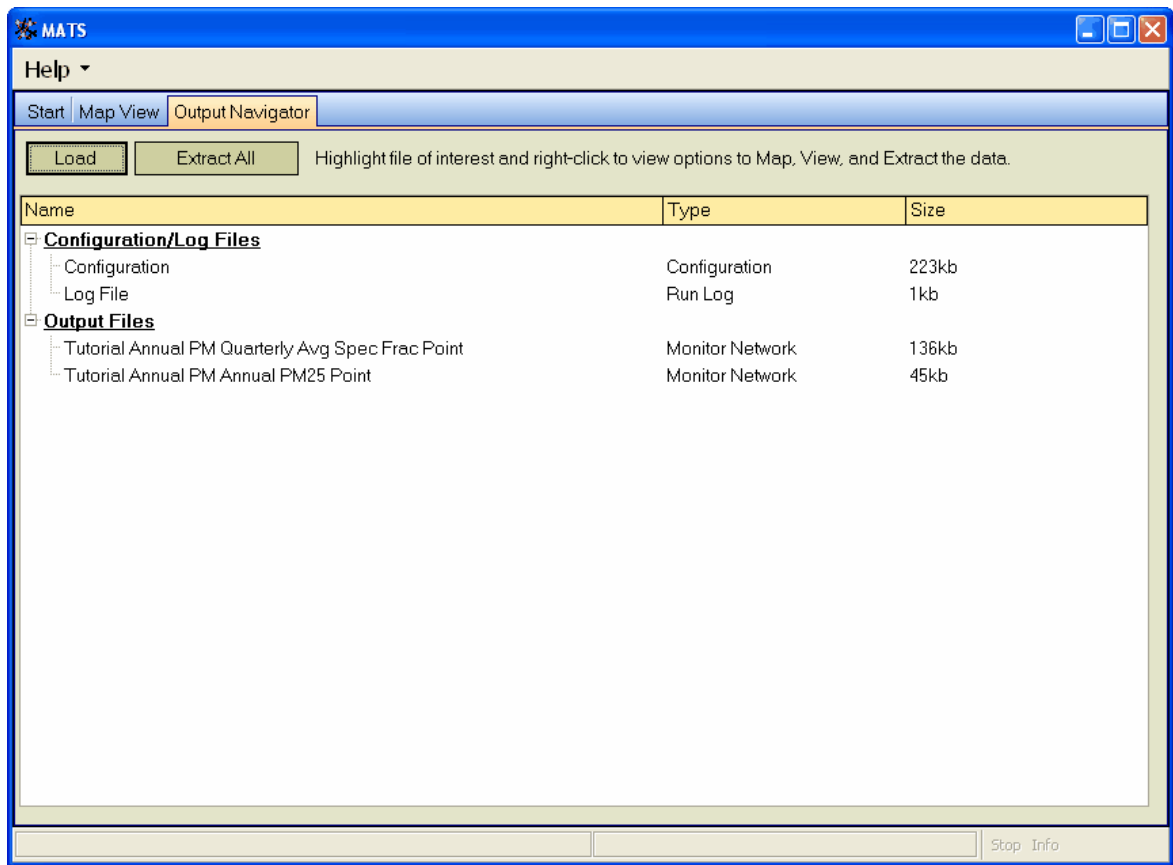 MATS
Help
Start Map View Output Navigator
Load Extract All Highlight file of interest and right-click to view options to Map, View, and Extract the data.
Name Type Size
Configuration/Log Files
Configuration Configuration 223kb
Log File Run Log 1kb
Output Files
Tutorial Annual PM Quarterly Avg Spec Frac Point Monitor Network 136kb
Tutorial Annual PM Annual PM25 Point Monitor Network 45kb
Stop Info